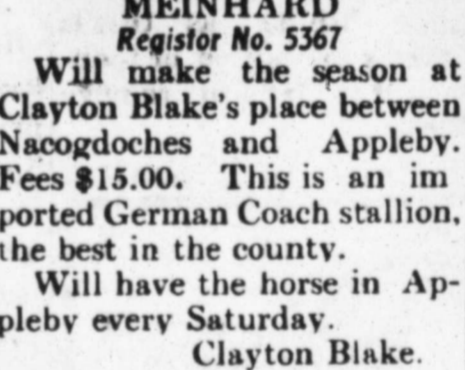 MEINHARD
Registor No. 5367
Will make the season at
Clayton Blake's place between
Nacogdoches and Appleby.
Fees $15.00. This is an im
ported German Coach stallion,
the best in the county.
Will have the horse in Ap-
pleby every Saturday.
Clayton Blake.